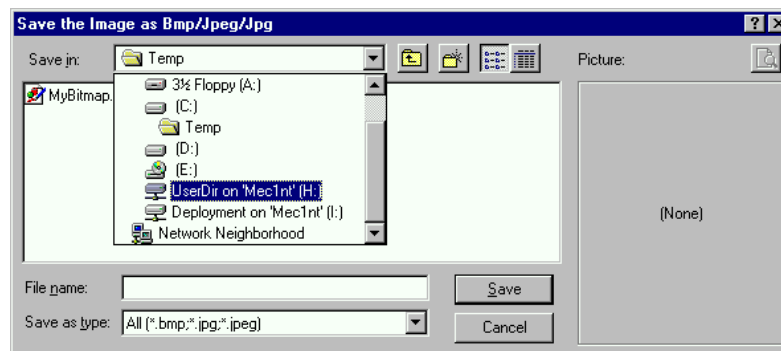 Save the Image as Bmp/Jpeg/Jpg
Save in: Temp Picture:
3½ Floppy (A:)
MyBitmap.
(C:)
Temp
(D:)
(E:)
UserDir on 'Mec1nt' (H:)
Deployment on 'Mec1nt' (I:)
(None)
Network Neighborhood
File name: Save
Save as type: All (*.bmp;*.jpg;*.jpeg) Cancel